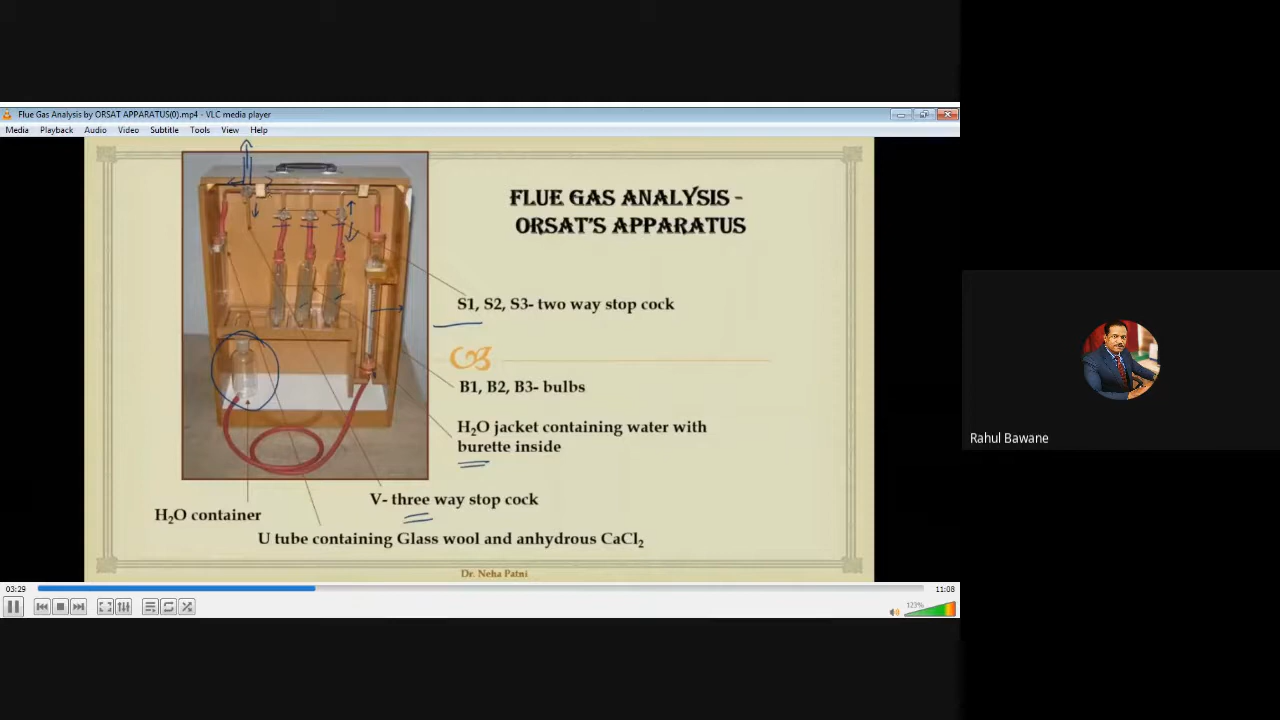 Flue Gas Analysis by ORSAT APPARATUS(0).mp4 - VLC media player
Media Playback Audio Video Subtitle Tools View Help
FLUE GAS ANALYSIS -
ORSAT'S APPARATUS
S1, S2, S3- two way stop cock
B1, B2, B3- bulbs
H₂O jacket containing water with
burette inside
V- three way stop cock
H₂O container
U tube containing Glass wool and anhydrous CaCl₂
Dr. Neha Patni
03:29
11:08
123%
Rahul Bawane